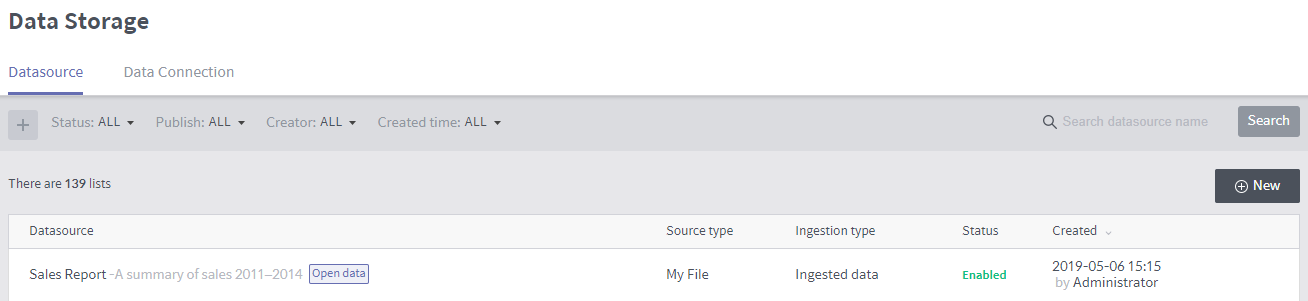 Data Storage
Datasource Data Connection
+ Status: ALL Publish: ALL Creator: ALL Created time: ALL Search datasource name Search
There are 139 lists New
Datasource Source type Ingestion type Status Created
Sales Report -A summary of sales 2011–2014 Open data My File Ingested data Enabled 2019-05-06 15:15
by Administrator